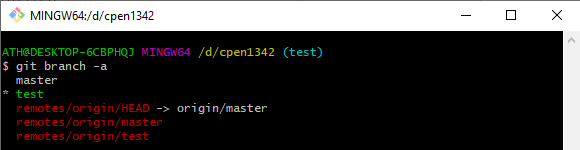 MINGW64:/d/cpen1342
ATH@DESKTOP-6CBPHQJ MINGW64 /d/cpen1342 (test)
$ git branch -a
  master
* test
  remotes/origin/HEAD -> origin/master
  remotes/origin/master
  remotes/origin/test